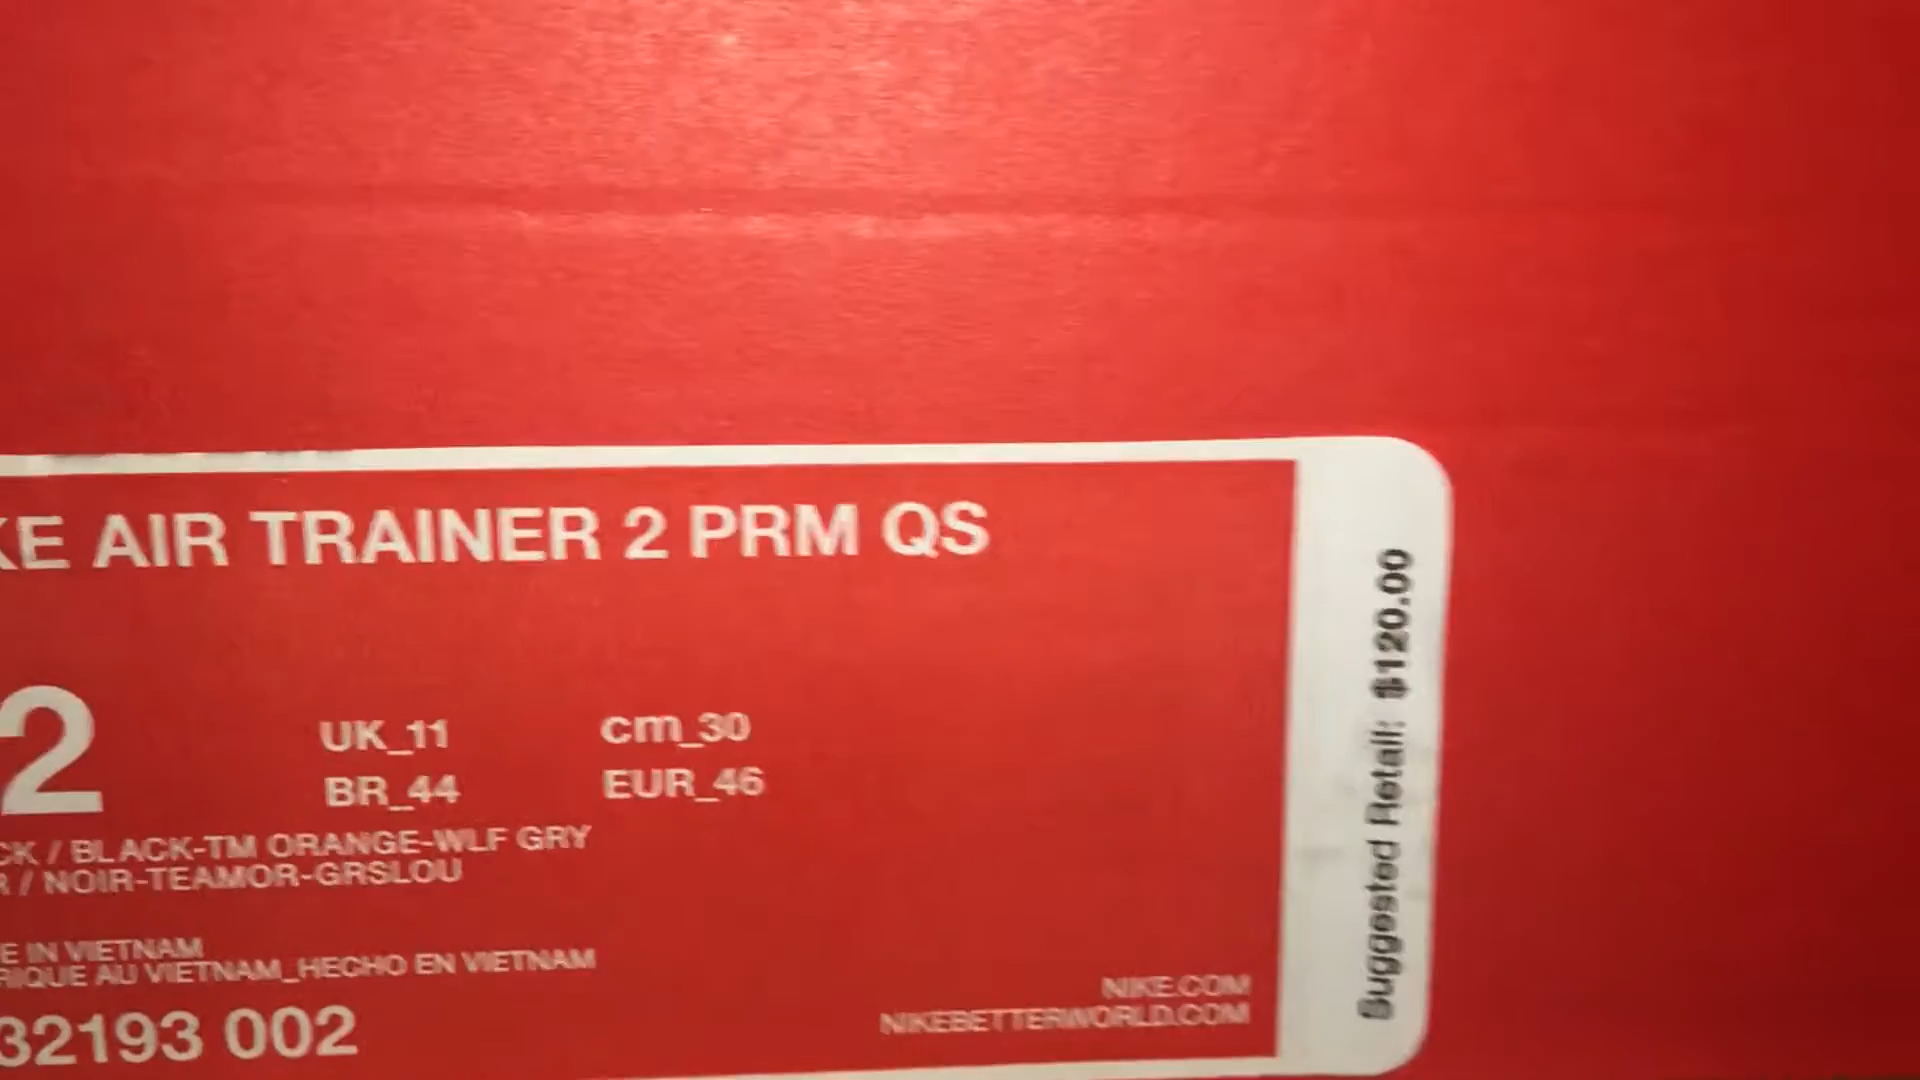 KE AIR TRAINER 2 PRM QS
2
UK_11 cm_30
BR_44 EUR_46
CK / BLACK-TM ORANGE-WLF GRY
R / NOIR-TEAMOR-GRSLOU
E IN VIETNAM
RIQUE AU VIETNAM_HECHO EN VIETNAM
32193 002
NIKE.COM
NIKEBETTERWORLD.COM
Suggested Retail: $120.00